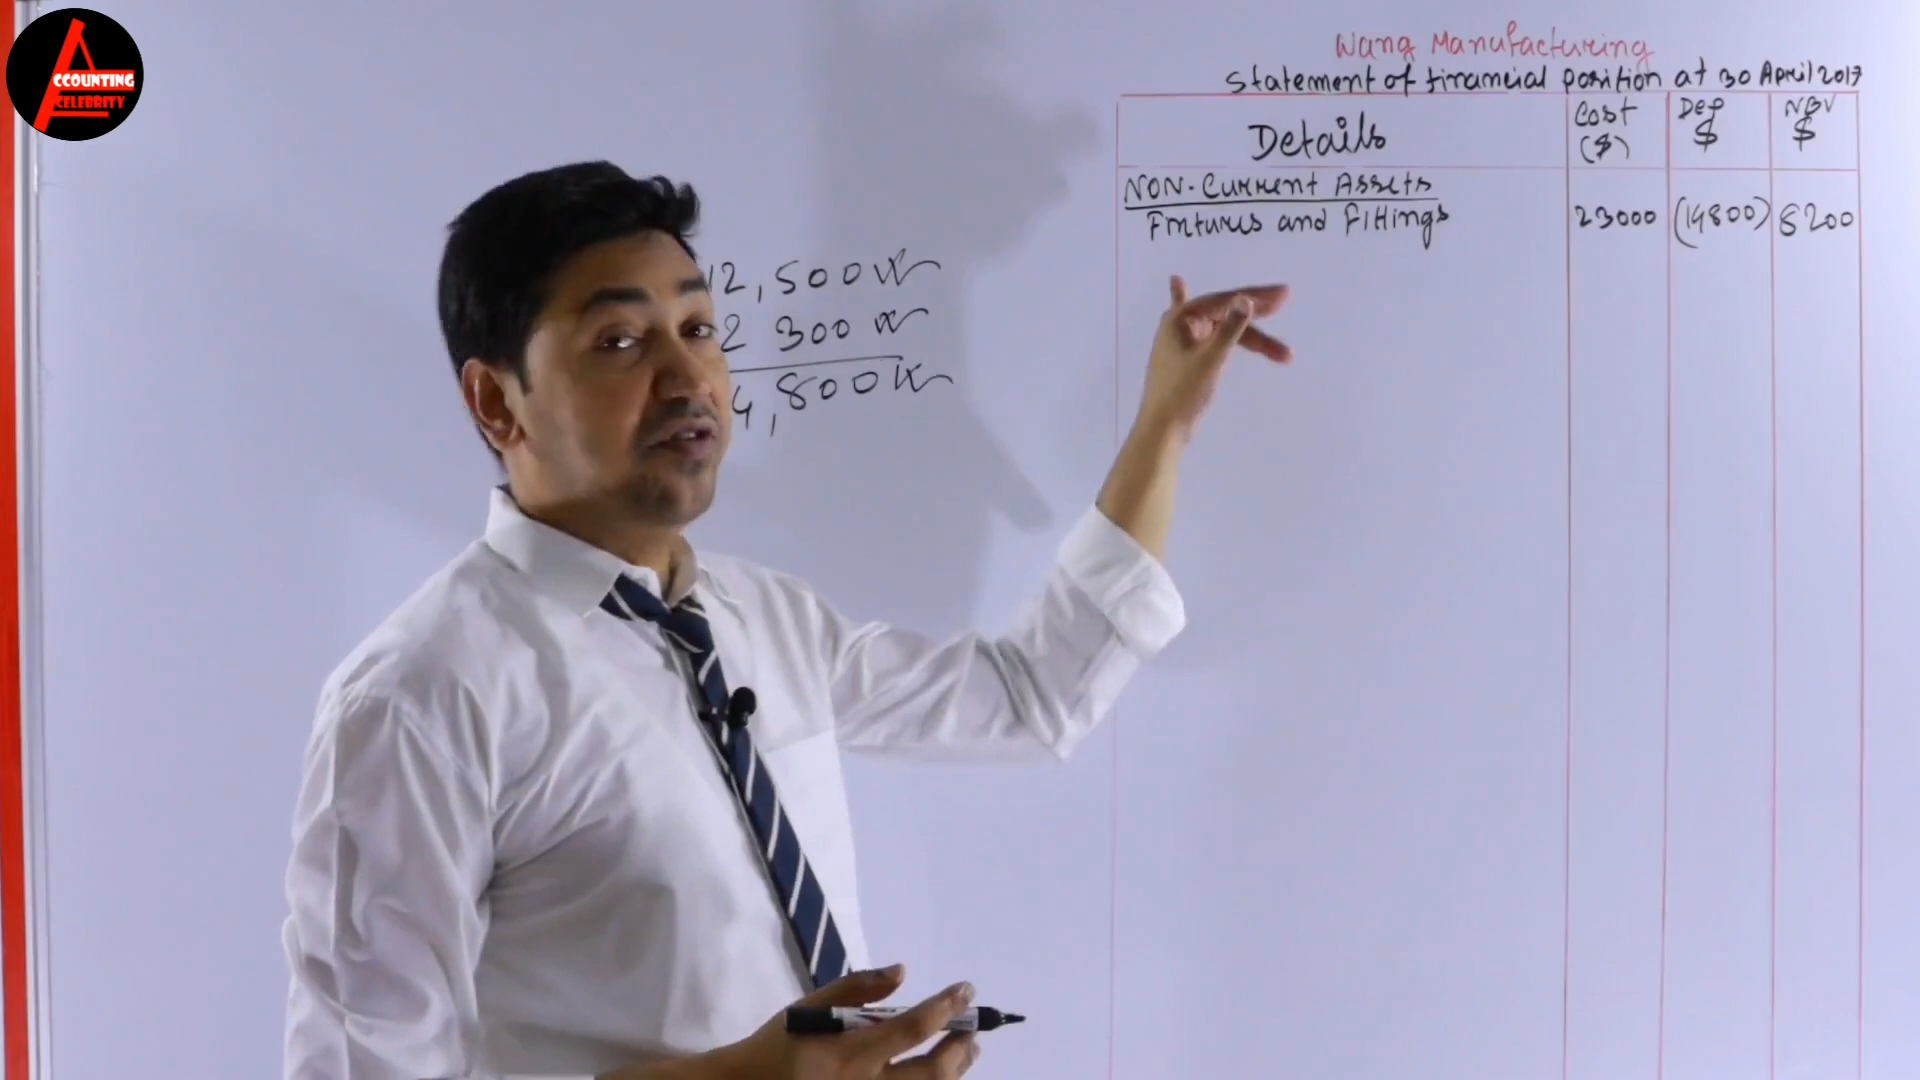 ACCOUNTING
CELEBRITY
Wang Manufacturing
Statement of financial position at 30 April 2017
Details
Cost
($)
Dep
$
NBV
$
NON-Current Assets
Fixtures and Fittings 23000 (14800) 8200
12,500
2 300
4,800